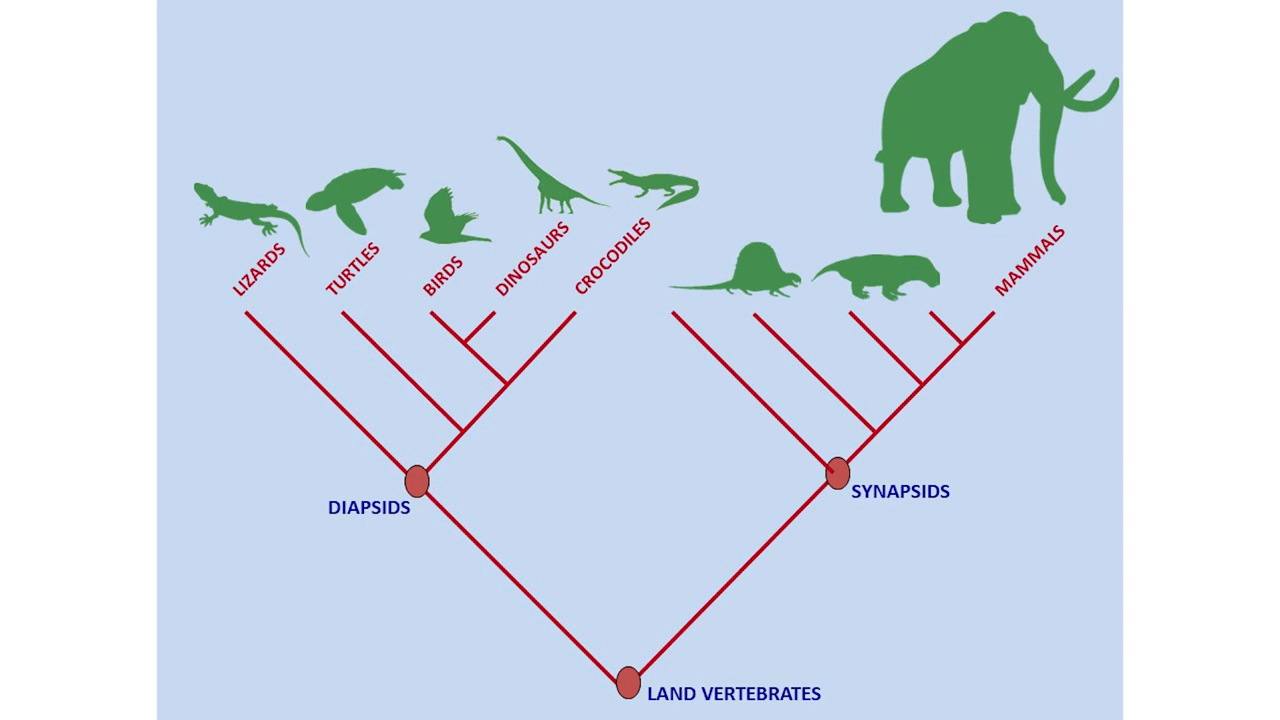 LIZARDS
TURTLES
BIRDS
DINOSAURS
CROCODILES
MAMMALS
DIAPSIDS
SYNAPSIDS
LAND VERTEBRATES